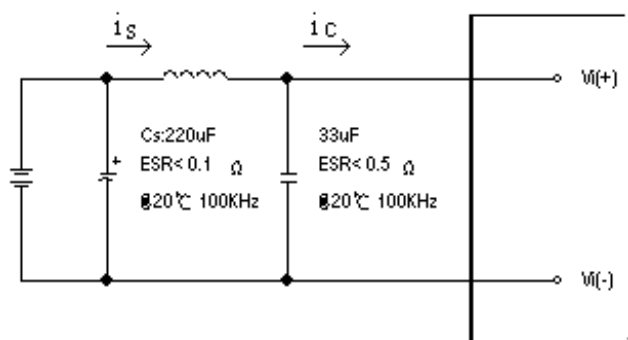 iS
iC
Vi(+)
Cs:220uF
ESR< 0.1 Ω
@20℃ 100KHz
+
33uF
ESR< 0.5 Ω
@20℃ 100KHz
Vi(-)